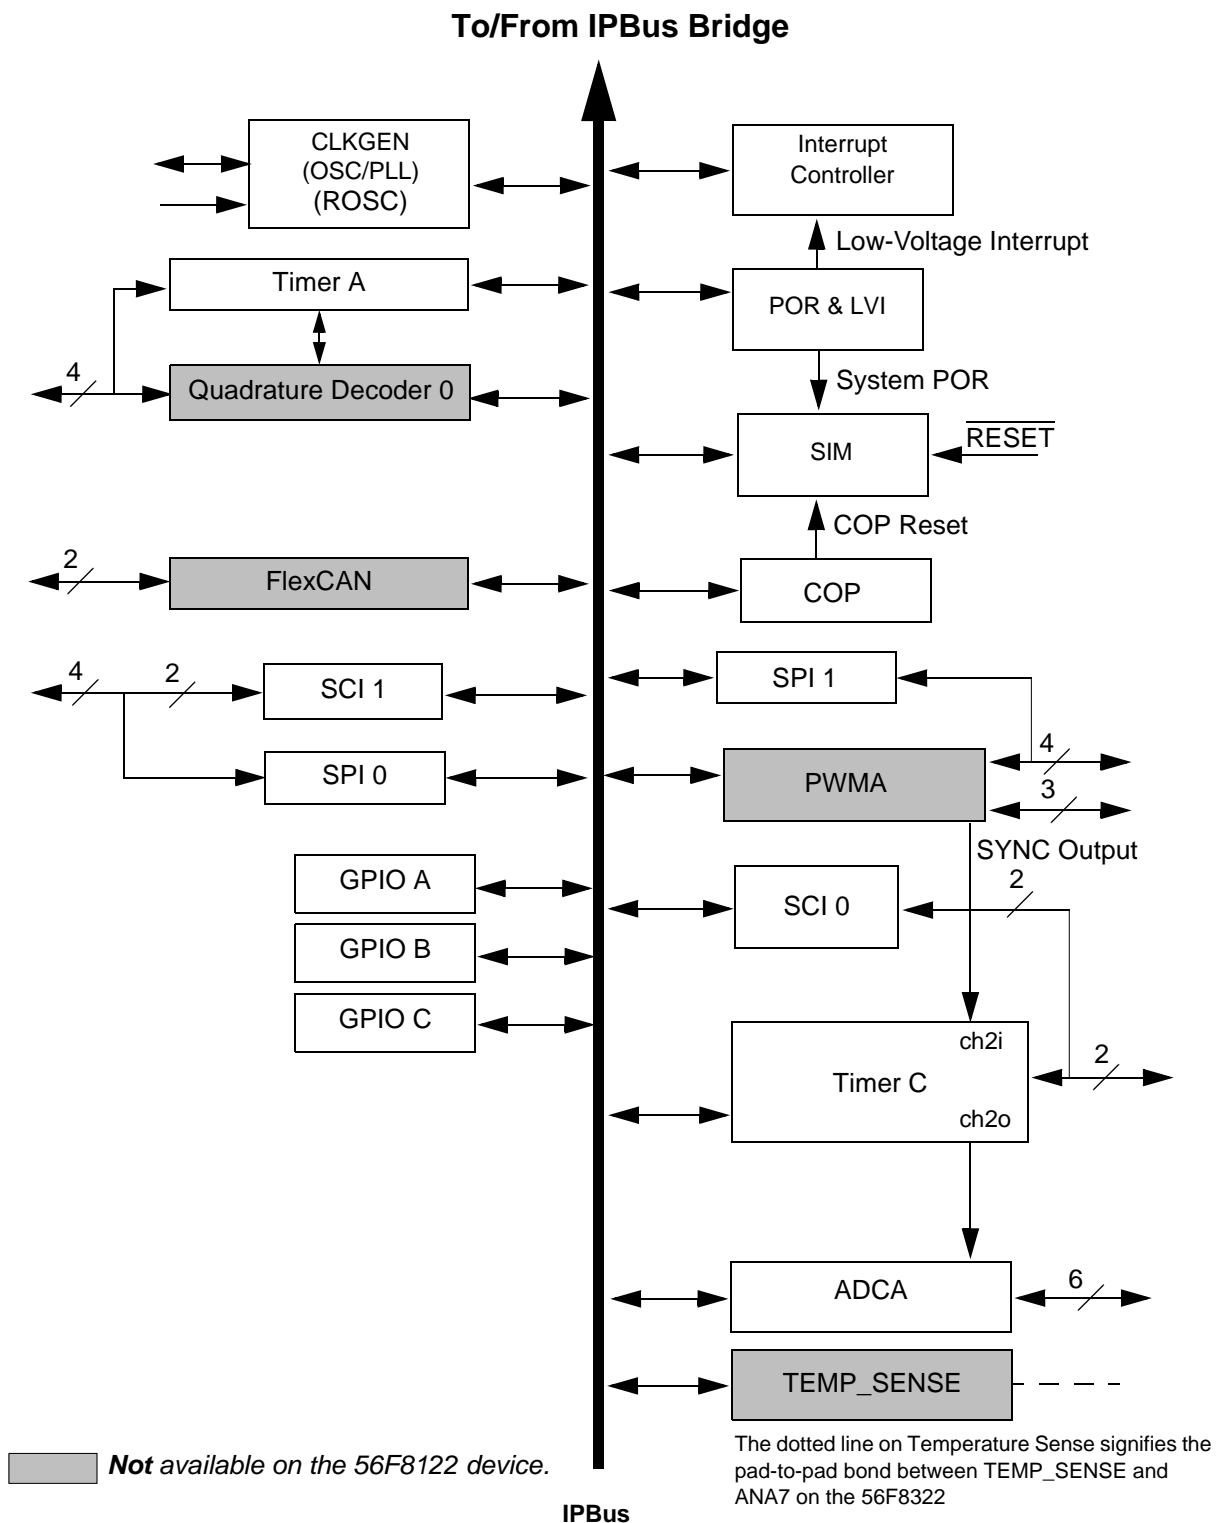 To/From IPBus Bridge
CLKGEN
(OSC/PLL)
(ROSC)
Interrupt
Controller
Low-Voltage Interrupt
Timer A
POR & LVI
4
Quadrature Decoder 0
System POR
SIM
RESET
COP Reset
2
FlexCAN
COP
4
2
SCI 1
SPI 1
SPI 0
4
PWMA
3
SYNC Output
GPIO A
2
SCI 0
GPIO B
GPIO C
ch2i
2
Timer C
ch2o
ADCA
6
TEMP_SENSE
Not available on the 56F8122 device.
The dotted line on Temperature Sense signifies the
pad-to-pad bond between TEMP_SENSE and
ANA7 on the 56F8322
IPBus